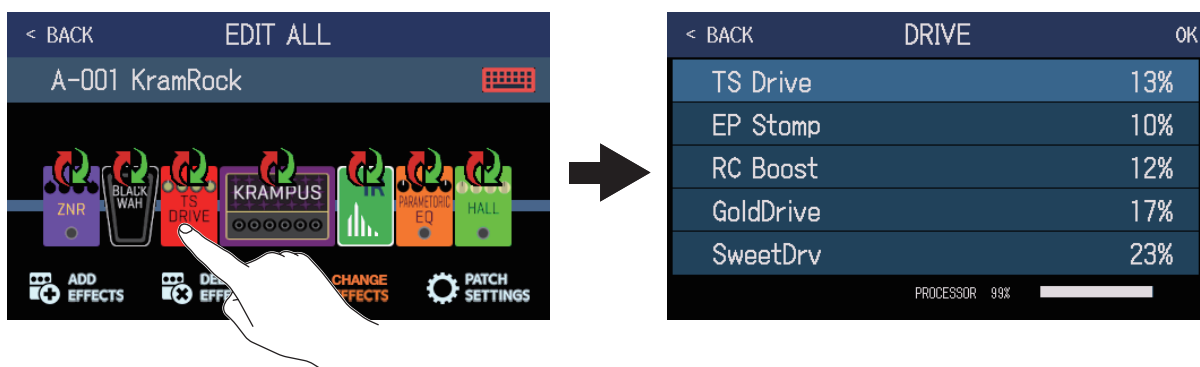 < BACK EDIT ALL
A-001 KramRock
ZNR
BLACK
WAH
TS
DRIVE
KRAMPUS
IR
PARAMETORIC
EQ
HALL
ADD
EFFECTS
CHANGE
EFFECTS
PATCH
SETTINGS
< BACK DRIVE OK
TS Drive 13%
EP Stomp 10%
RC Boost 12%
GoldDrive 17%
SweetDrv 23%
PROCESSOR 99%